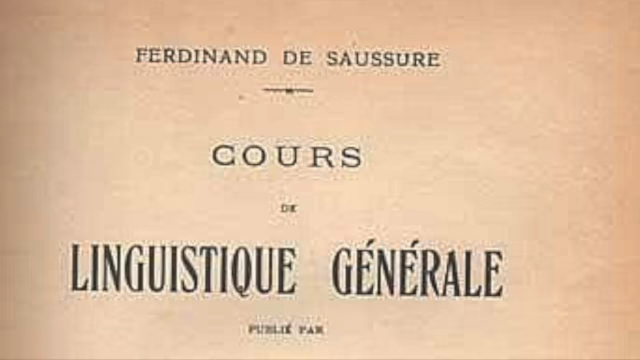 FERDINAND DE SAUSSURE
COURS
DE
LINGUISTIQUE GÉNÉRALE
PUBLIÉ PAR